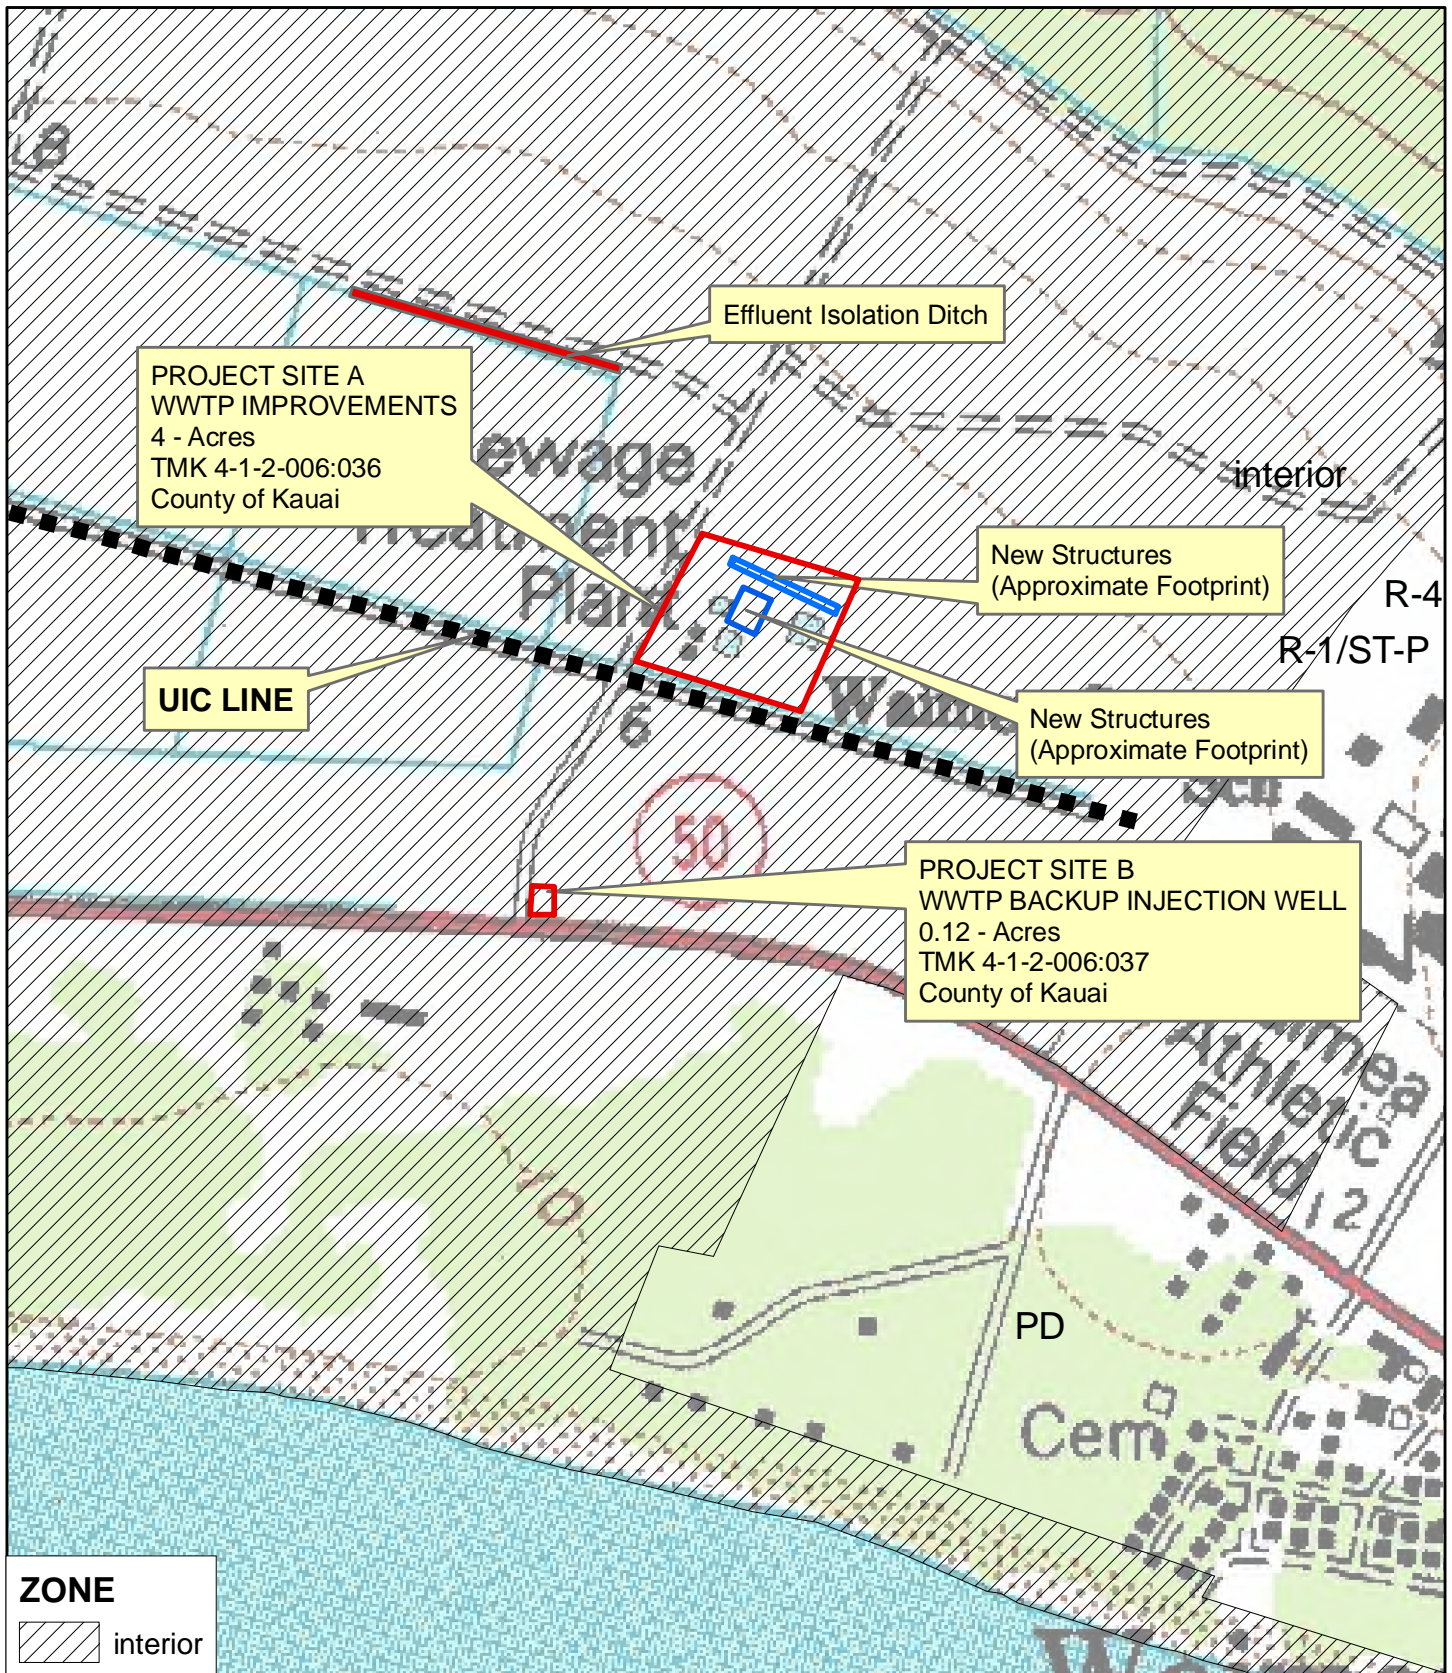 Effluent Isolation Ditch
PROJECT SITE A
WWTP IMPROVEMENTS
4 - Acres
TMK 4-1-2-006:036
County of Kauai
ewage
Treatment
Plant
interior
New Structures
(Approximate Footprint)
R-4
R-1/ST-P
UIC LINE
6
New Structures
(Approximate Footprint)
Sch
50
PROJECT SITE B
WWTP BACKUP INJECTION WELL
0.12 - Acres
TMK 4-1-2-006:037
County of Kauai
Athletic
Field
12
PD
Cem
ZONE
interior